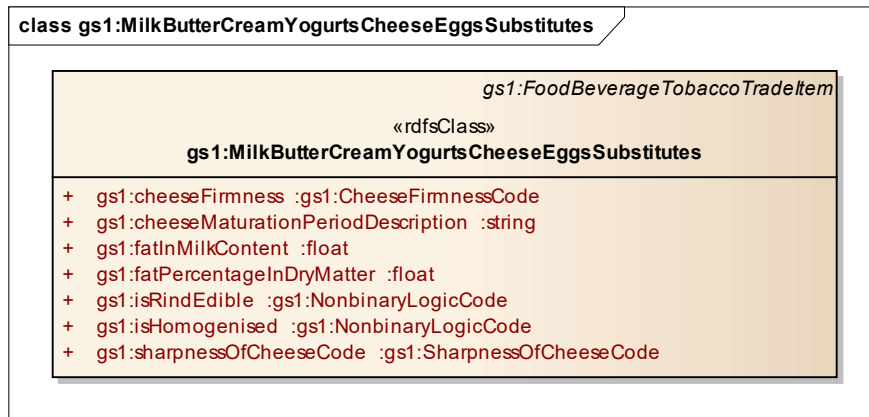 class gs1:MilkButterCreamYogurtsCheeseEggsSubstitutes
gs1:FoodBeverageTobaccoTradeItem
«rdfsClass»
gs1:MilkButterCreamYogurtsCheeseEggsSubstitutes
+ gs1:cheeseFirmness :gs1:CheeseFirmnessCode
+ gs1:cheeseMaturationPeriodDescription :string
+ gs1:fatInMilkContent :float
+ gs1:fatPercentageInDryMatter :float
+ gs1:isRindEdible :gs1:NonbinaryLogicCode
+ gs1:isHomogenised :gs1:NonbinaryLogicCode
+ gs1:sharpnessOfCheeseCode :gs1:SharpnessOfCheeseCode